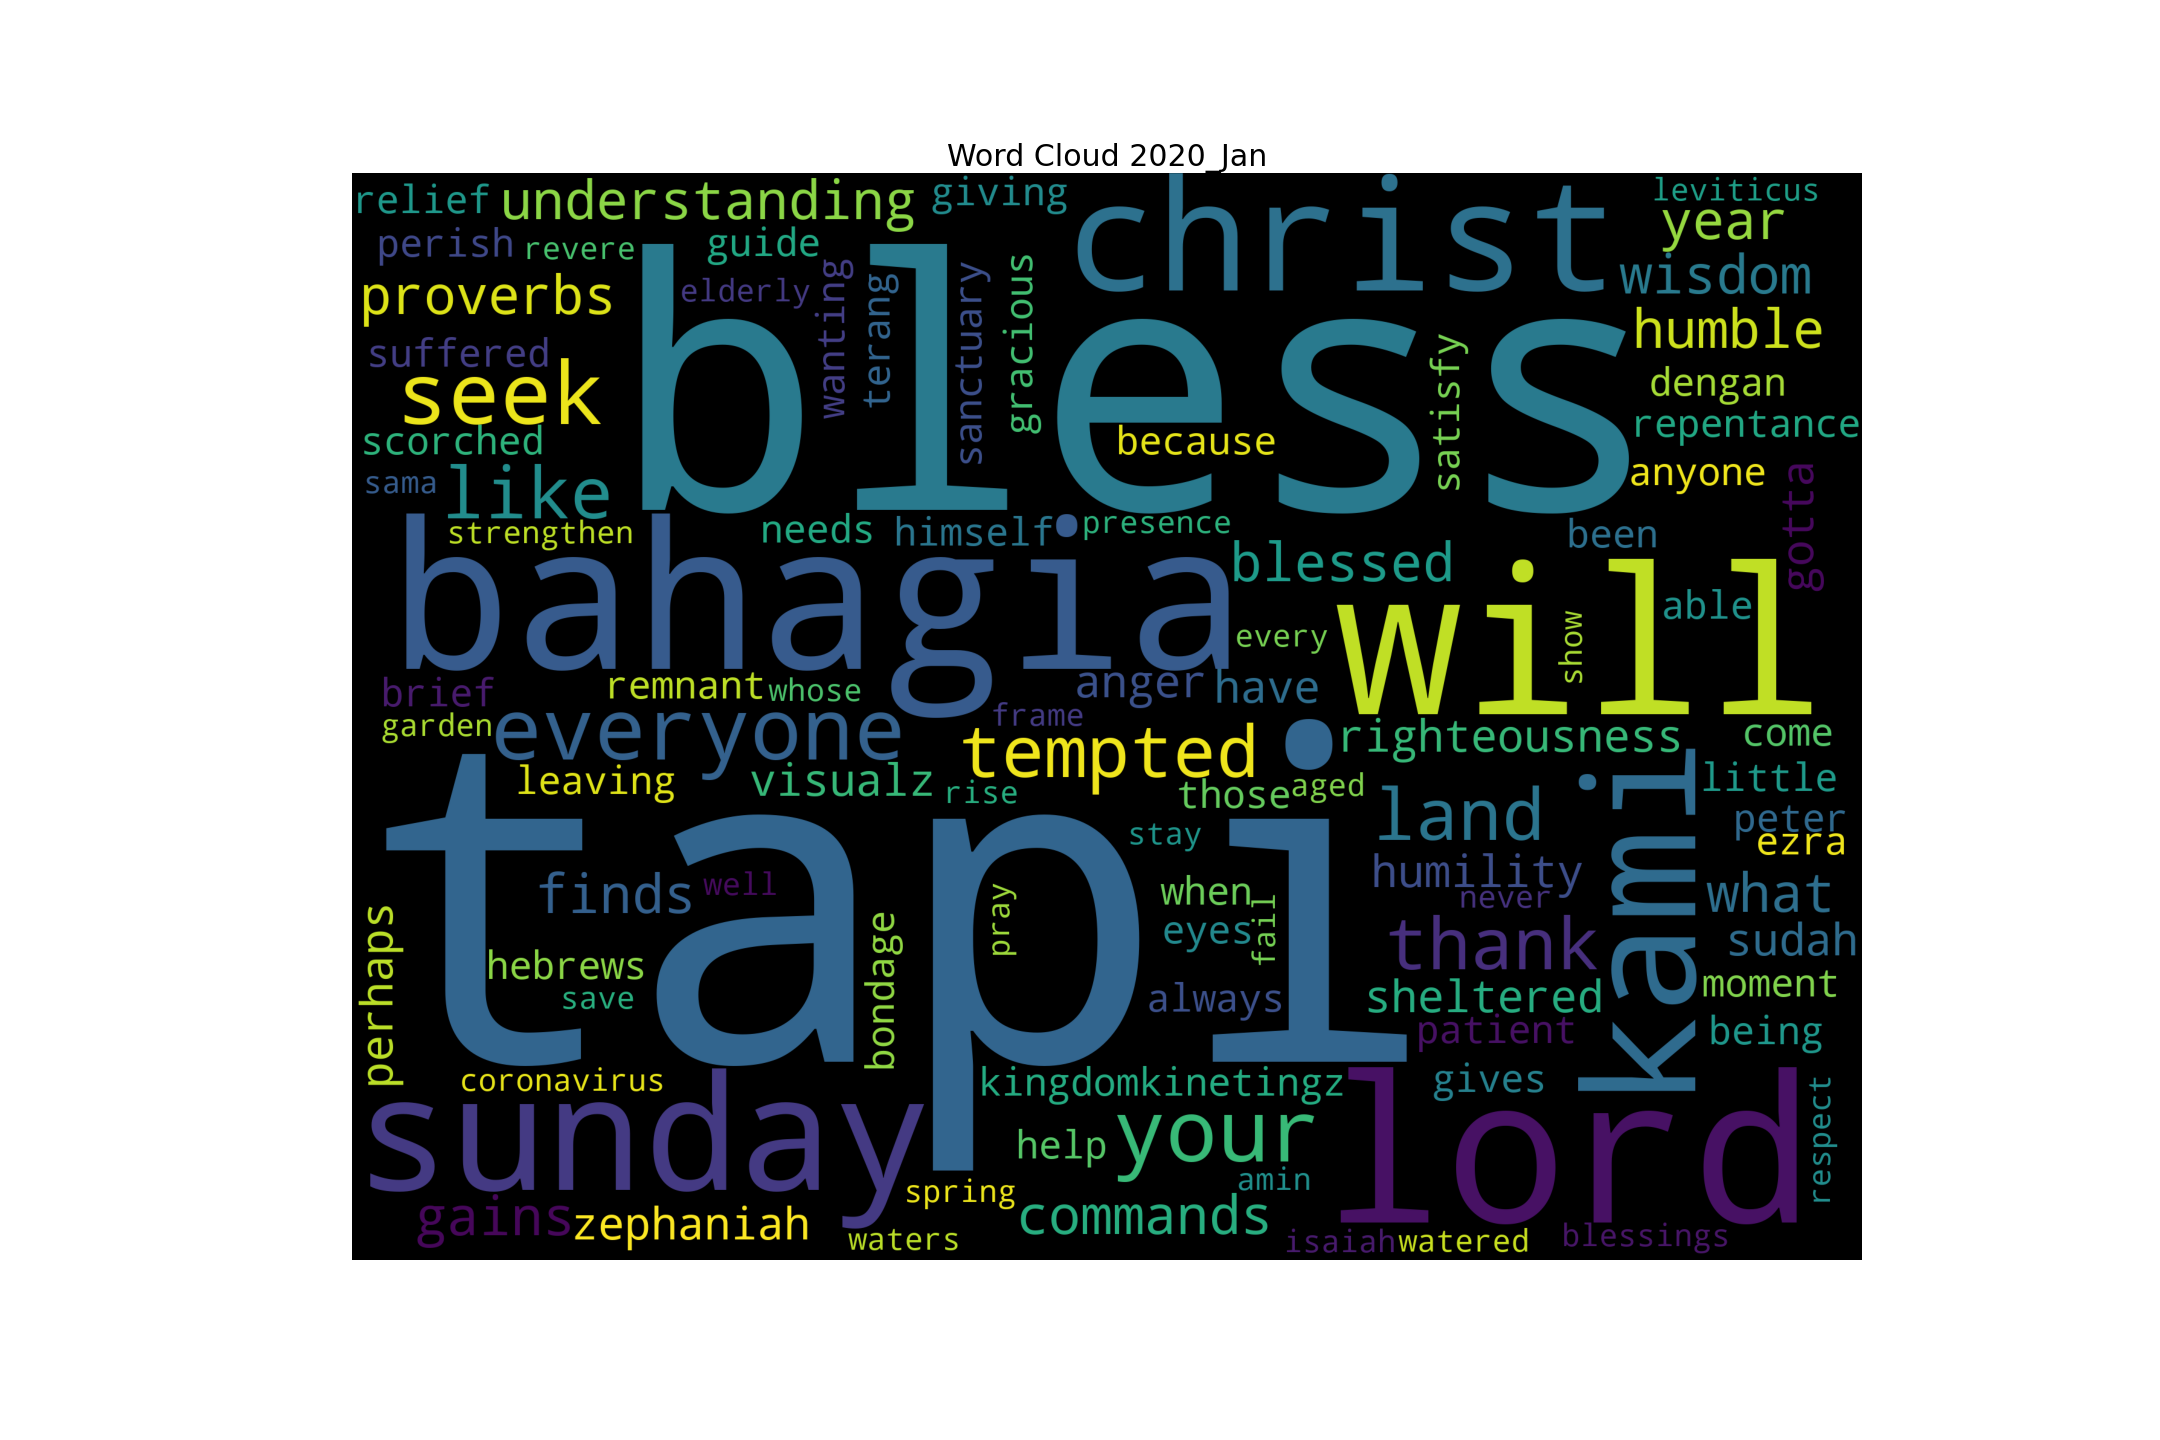 Word Cloud 2020_Jan
relief
understanding
giving
christ
leviticus
year
perish
revere
guide
wisdom
proverbs
elderly
wanting
terang
sanctuary
gracious
bless
humble
suffered
seek
satisfy
dengan
scorched
because
repentance
sama
like
anyone
gotta
strengthen
needs
himself
presence
been
bahagia
blessed
will
able
every
show
brief
remnant
whose
anger
have
garden
everyone
frame
tempted
righteousness
come
leaving
visualz
rise
those
aged
land
kami
little
tapi
stay
peter
ezra
finds
well
when
humility
never
what
perhaps
bondage
pray
eyes
fail
thank
sudah
hebrews
save
always
sheltered
moment
patient
being
coronavirus
kingdomkinetingz
gives
lord
respect
sunday
help
your
amin
gains
zephaniah
spring
commands
waters
isaiah
watered
blessings